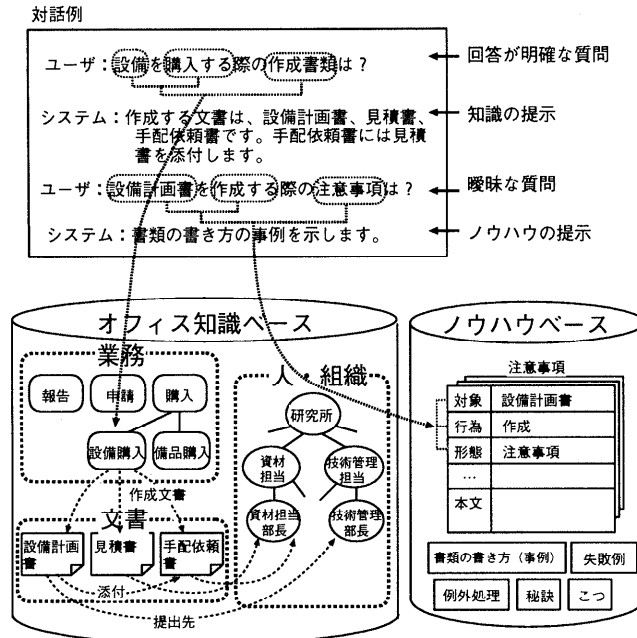 対話例
ユーザ：設備を購入する際の作成書類は？
回答が明確な質問
システム：作成する文書は、設備計画書、見積書、
手配依頼書です。手配依頼書には見積
書を添付します。
知識の提示
ユーザ：設備計画書を作成する際の注意事項は？
曖昧な質問
システム：書類の書き方の事例を示します。
ノウハウの提示
オフィス知識ベース
業務
報告
申請
購入
設備購入
備品購入
作成文書
文書
設備計画
書
見積書
手配依頼
書
添付
提出先
人・組織
研究所
資材
担当
技術管理
担当
資材担当
部長
技術管理
部長
ノウハウベース
注意事項
対象 設備計画書
行為 作成
形態 注意事項
…
本文
書類の書き方（事例）
失敗例
例外処理
秘訣
こつ